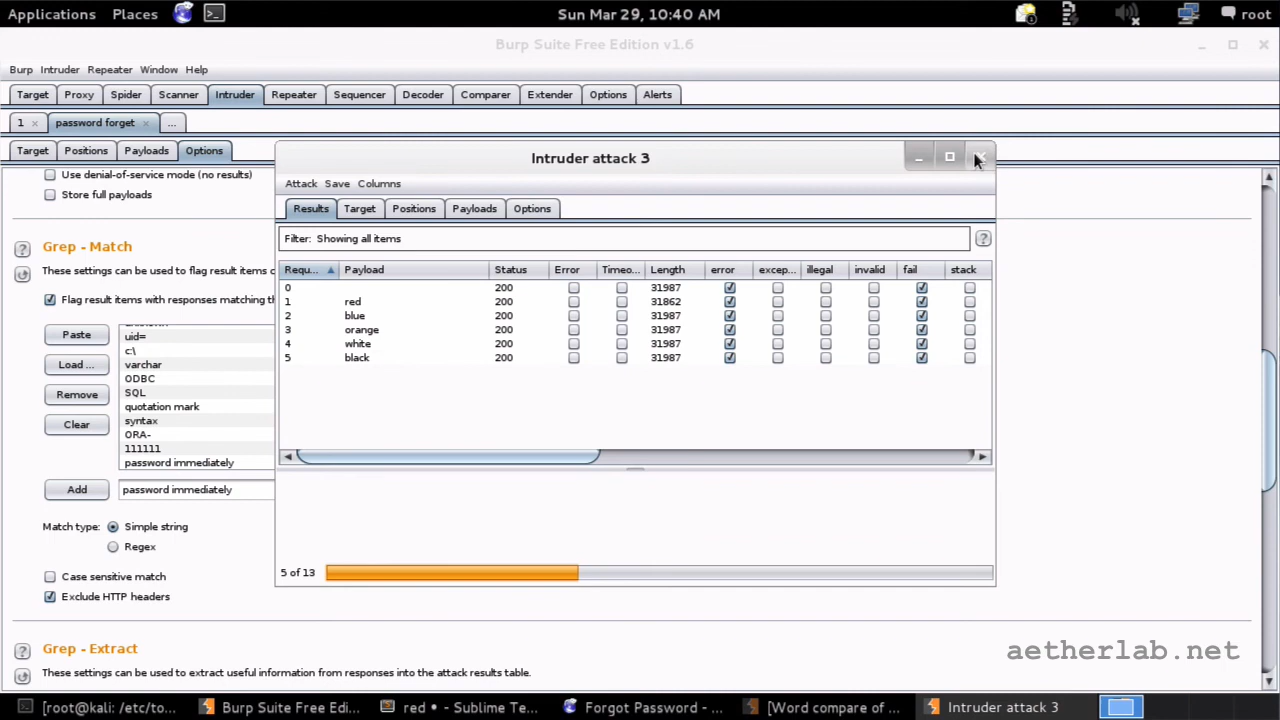 Applications Places Sun Mar 29, 10:40 AM root
Burp Suite Free Edition v1.6
Burp Intruder Repeater Window Help
Target Proxy Spider Scanner Intruder Repeater Sequencer Decoder Comparer Extender Options Alerts
1 × password forget × ...
Target Positions Payloads Options
Use denial-of-service mode (no results)
Store full payloads
? Grep - Match
These settings can be used to flag result items c
Flag result items with responses matching th
Paste
Load ...
Remove
Clear
uid=
c:\
varchar
ODBC
SQL
quotation mark
syntax
ORA-
111111
password immediately
Add password immediately
Match type: Simple string
Regex
Case sensitive match
Exclude HTTP headers
? Grep - Extract
These settings can be used to extract useful information from responses into the attack results table.
Intruder attack 3
Attack Save Columns
Results Target Positions Payloads Options
Filter: Showing all items ?
Requ... Payload Status Error Timeo... Length error excep... illegal invalid fail stack
0 200 31987
1 red 200 31862
2 blue 200 31987
3 orange 200 31987
4 white 200 31987
5 black 200 31987
5 of 13
aetherlab.net
[root@kali: /etc/to... Burp Suite Free Edi... red • - Sublime Te... Forgot Password - ... [Word compare of ... Intruder attack 3